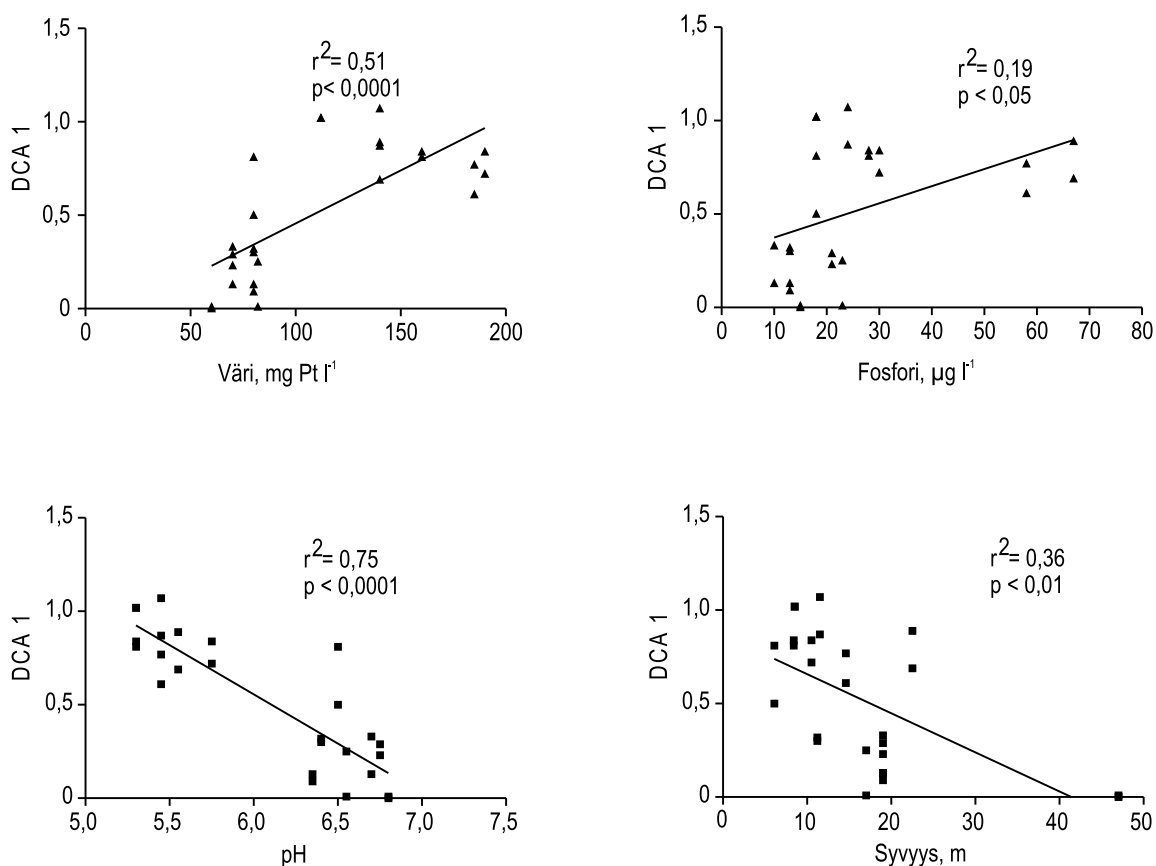 1,5
1,0
0,5
0
DCA 1
r²= 0,51
p< 0,0001
0 50 100 150 200
Väri, mg Pt l⁻¹
1,5
1,0
0,5
0
DCA 1
r²= 0,19
p < 0,05
0 10 20 30 40 50 60 70 80
Fosfori, µg l⁻¹
1,5
1,0
0,5
0
DCA 1
r²= 0,75
p < 0,0001
5,0 5,5 6,0 6,5 7,0 7,5
pH
1,5
1,0
0,5
0
DCA 1
r²= 0,36
p < 0,01
0 10 20 30 40 50
Syvyys, m